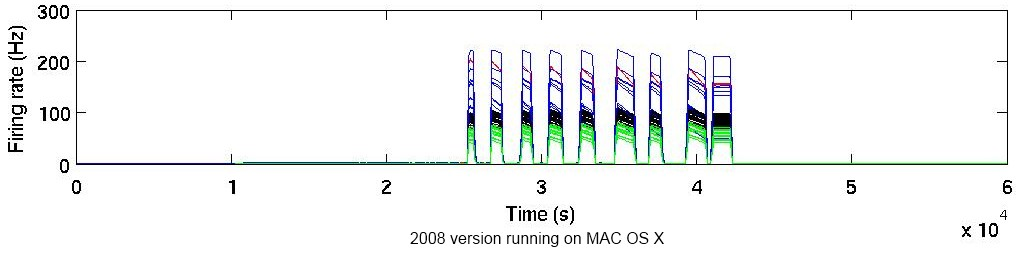 300
200
100
0
Firing rate (Hz)
0 1 2 3 4 5 6
Time (s)
x 10 4
2008 version running on MAC OS X